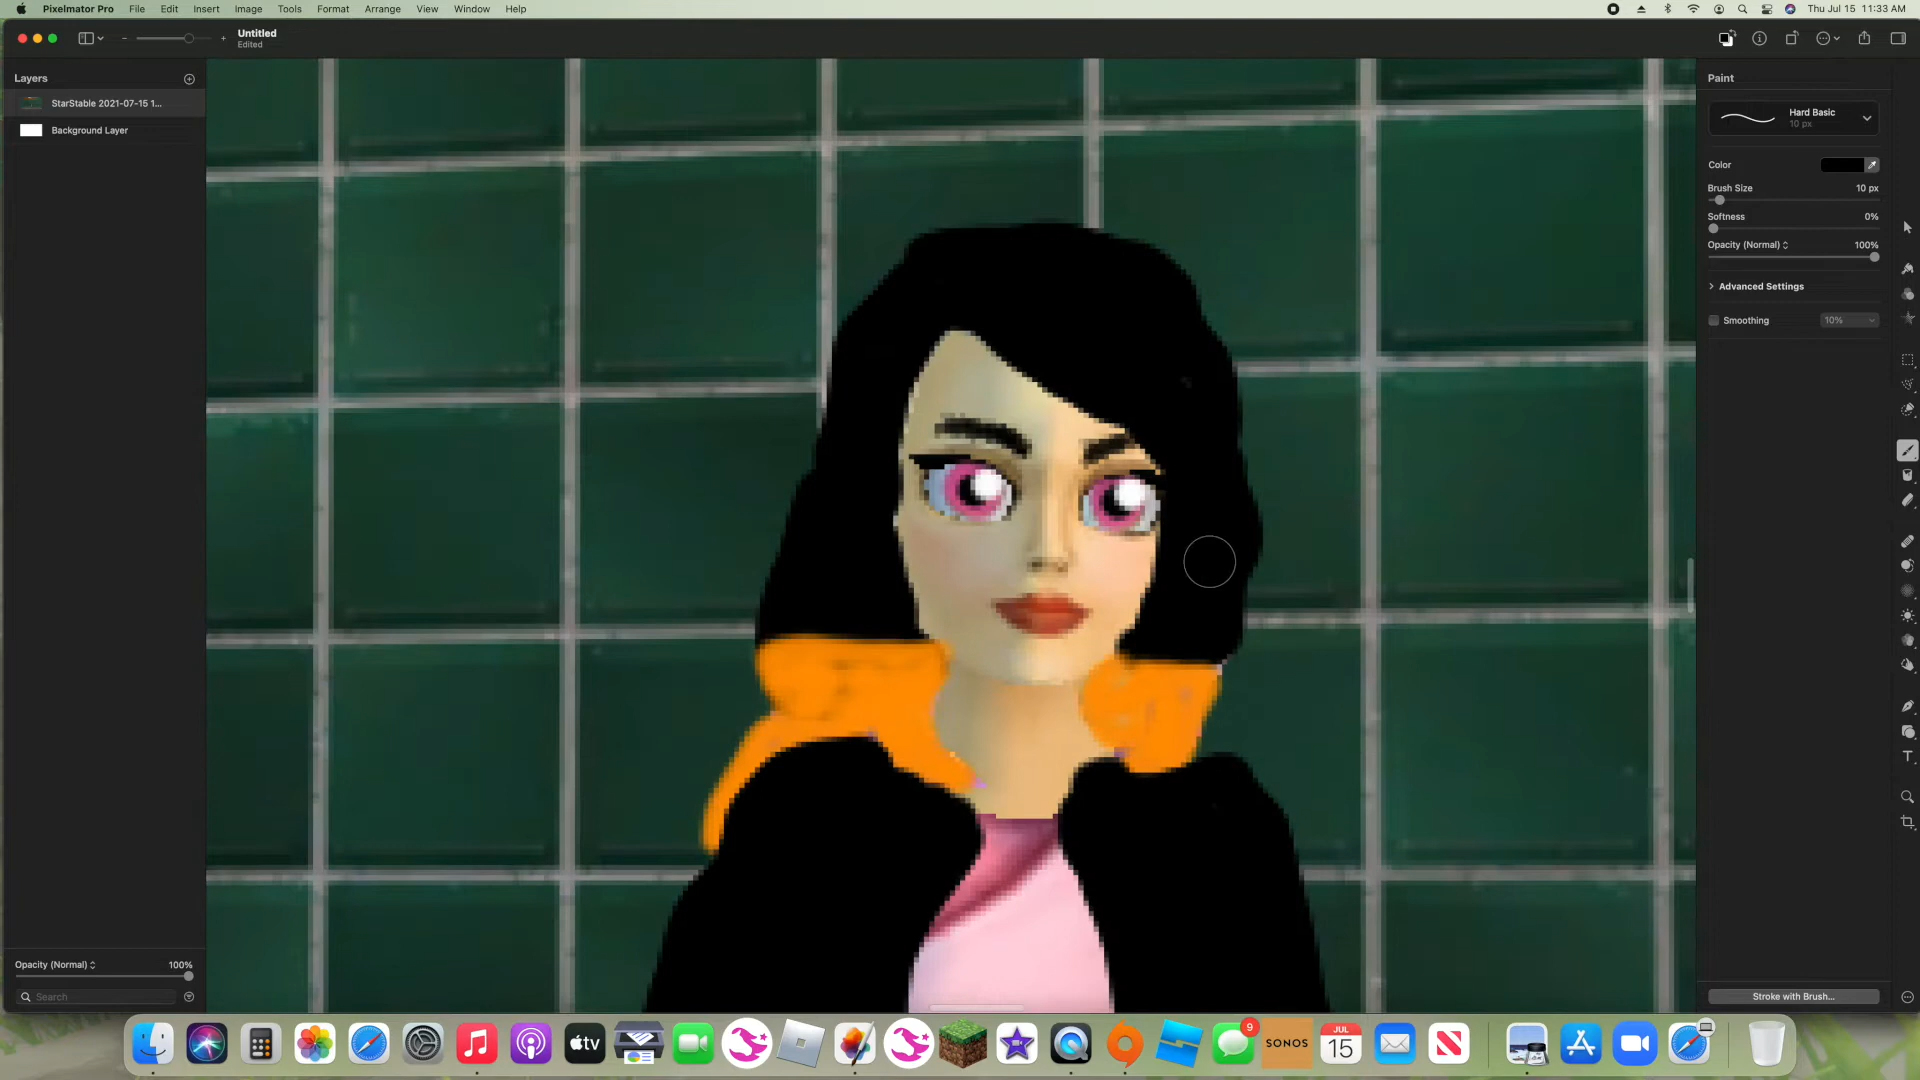 Pixelmator Pro File Edit Insert Image Tools Format Arrange View Window Help Thu Jul 15 11:33 AM
Untitled
Edited
Layers
StarStable 2021-07-15 1...
Background Layer
Opacity (Normal) 100%
Search
Paint
Hard Basic
10 px
Color
Brush Size 10 px
Softness 0%
Opacity (Normal) 100%
Advanced Settings
Smoothing 10%
Stroke with Brush...
T
tv
9
SONOS
JUL
15
N